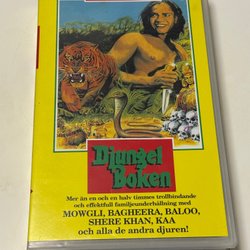 Djungel
Boken
Mer än en och en halv timmes trollbindande
och effektfull familjeunderhållning med
MOWGLI, BAGHEERA, BALOO,
SHERE KHAN, KAA
och alla de andra djuren!